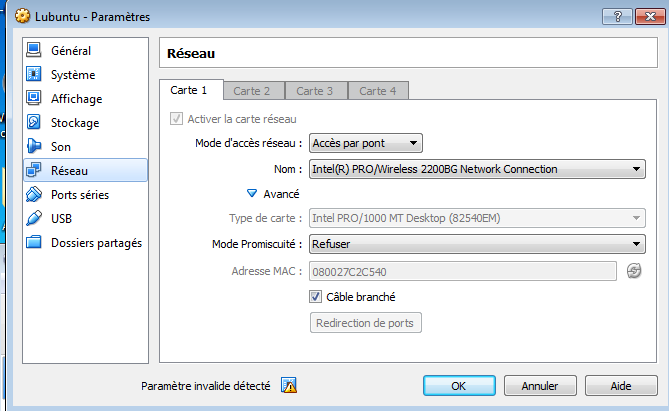 Lubuntu - Paramètres
Général
Système
Affichage
Stockage
Son
Réseau
Ports séries
USB
Dossiers partagés
Réseau
Carte 1 Carte 2 Carte 3 Carte 4
Activer la carte réseau
Mode d'accès réseau : Accès par pont
Nom : Intel(R) PRO/Wireless 2200BG Network Connection
Avancé
Type de carte : Intel PRO/1000 MT Desktop (82540EM)
Mode Promiscuité : Refuser
Adresse MAC : 080027C2C540
Câble branché
Redirection de ports
Paramètre invalide détecté
OK Annuler Aide